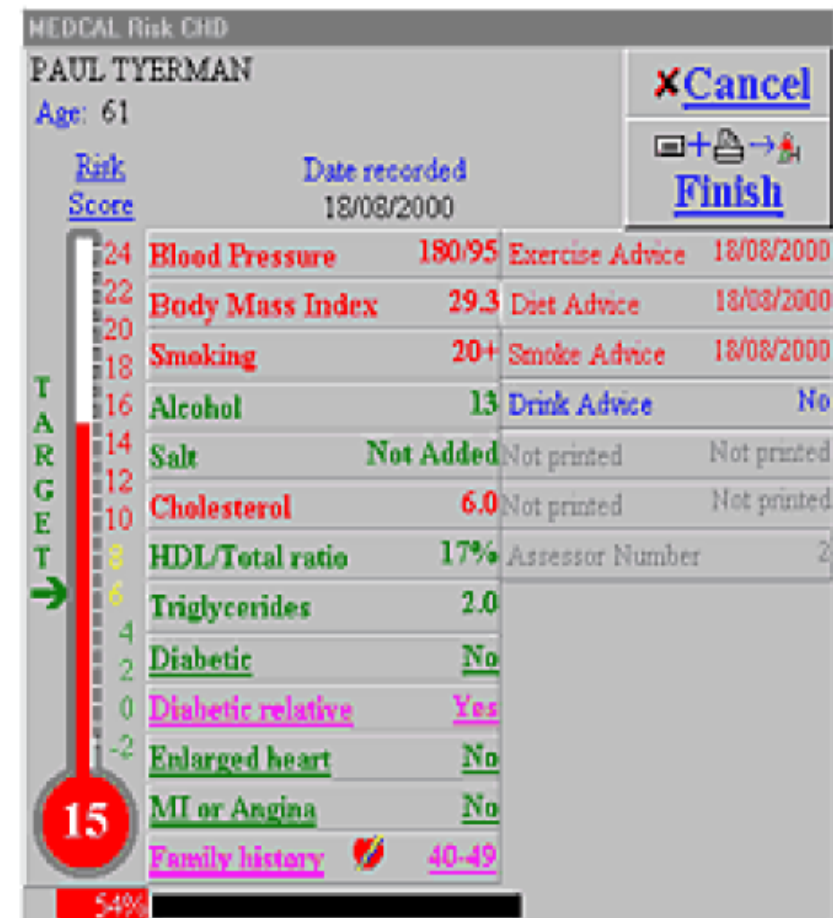 MEDCAL Risk CHD
PAUL TYERMAN
Age: 61
Cancel
Finish
Risk
Score
Date recorded
18/08/2000
TARGET
24
22
20
18
16
14
12
10
8
6
4
2
0
-2
15
54%
Blood Pressure 180/95 Exercise Advice 18/08/2000
Body Mass Index 29.3 Diet Advice 18/08/2000
Smoking 20+ Smoke Advice 18/08/2000
Alcohol 13 Drink Advice No
Salt Not Added Not printed Not printed
Cholesterol 6.0 Not printed Not printed
HDL/Total ratio 17% Assessor Number 2
Triglycerides 2.0
Diabetic No
Diabetic relative Yes
Enlarged heart No
MI or Angina No
Family history 40-49